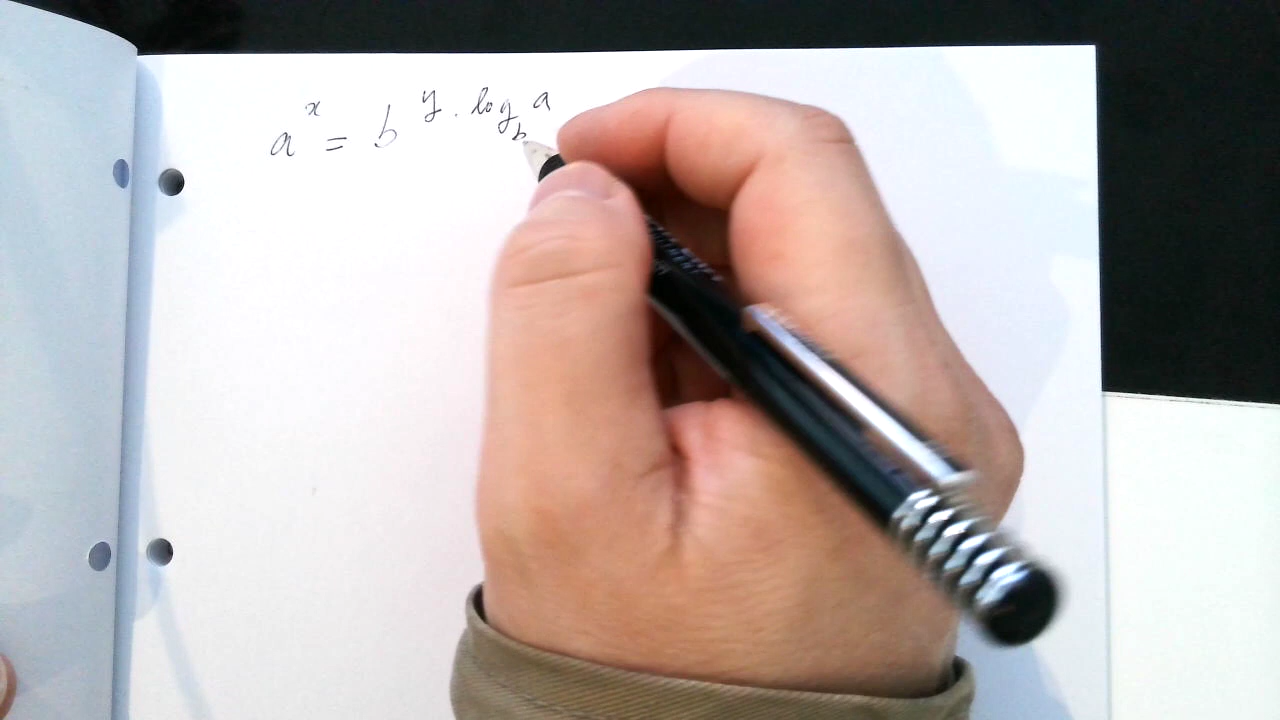 a^x = b^{y . log_b a}